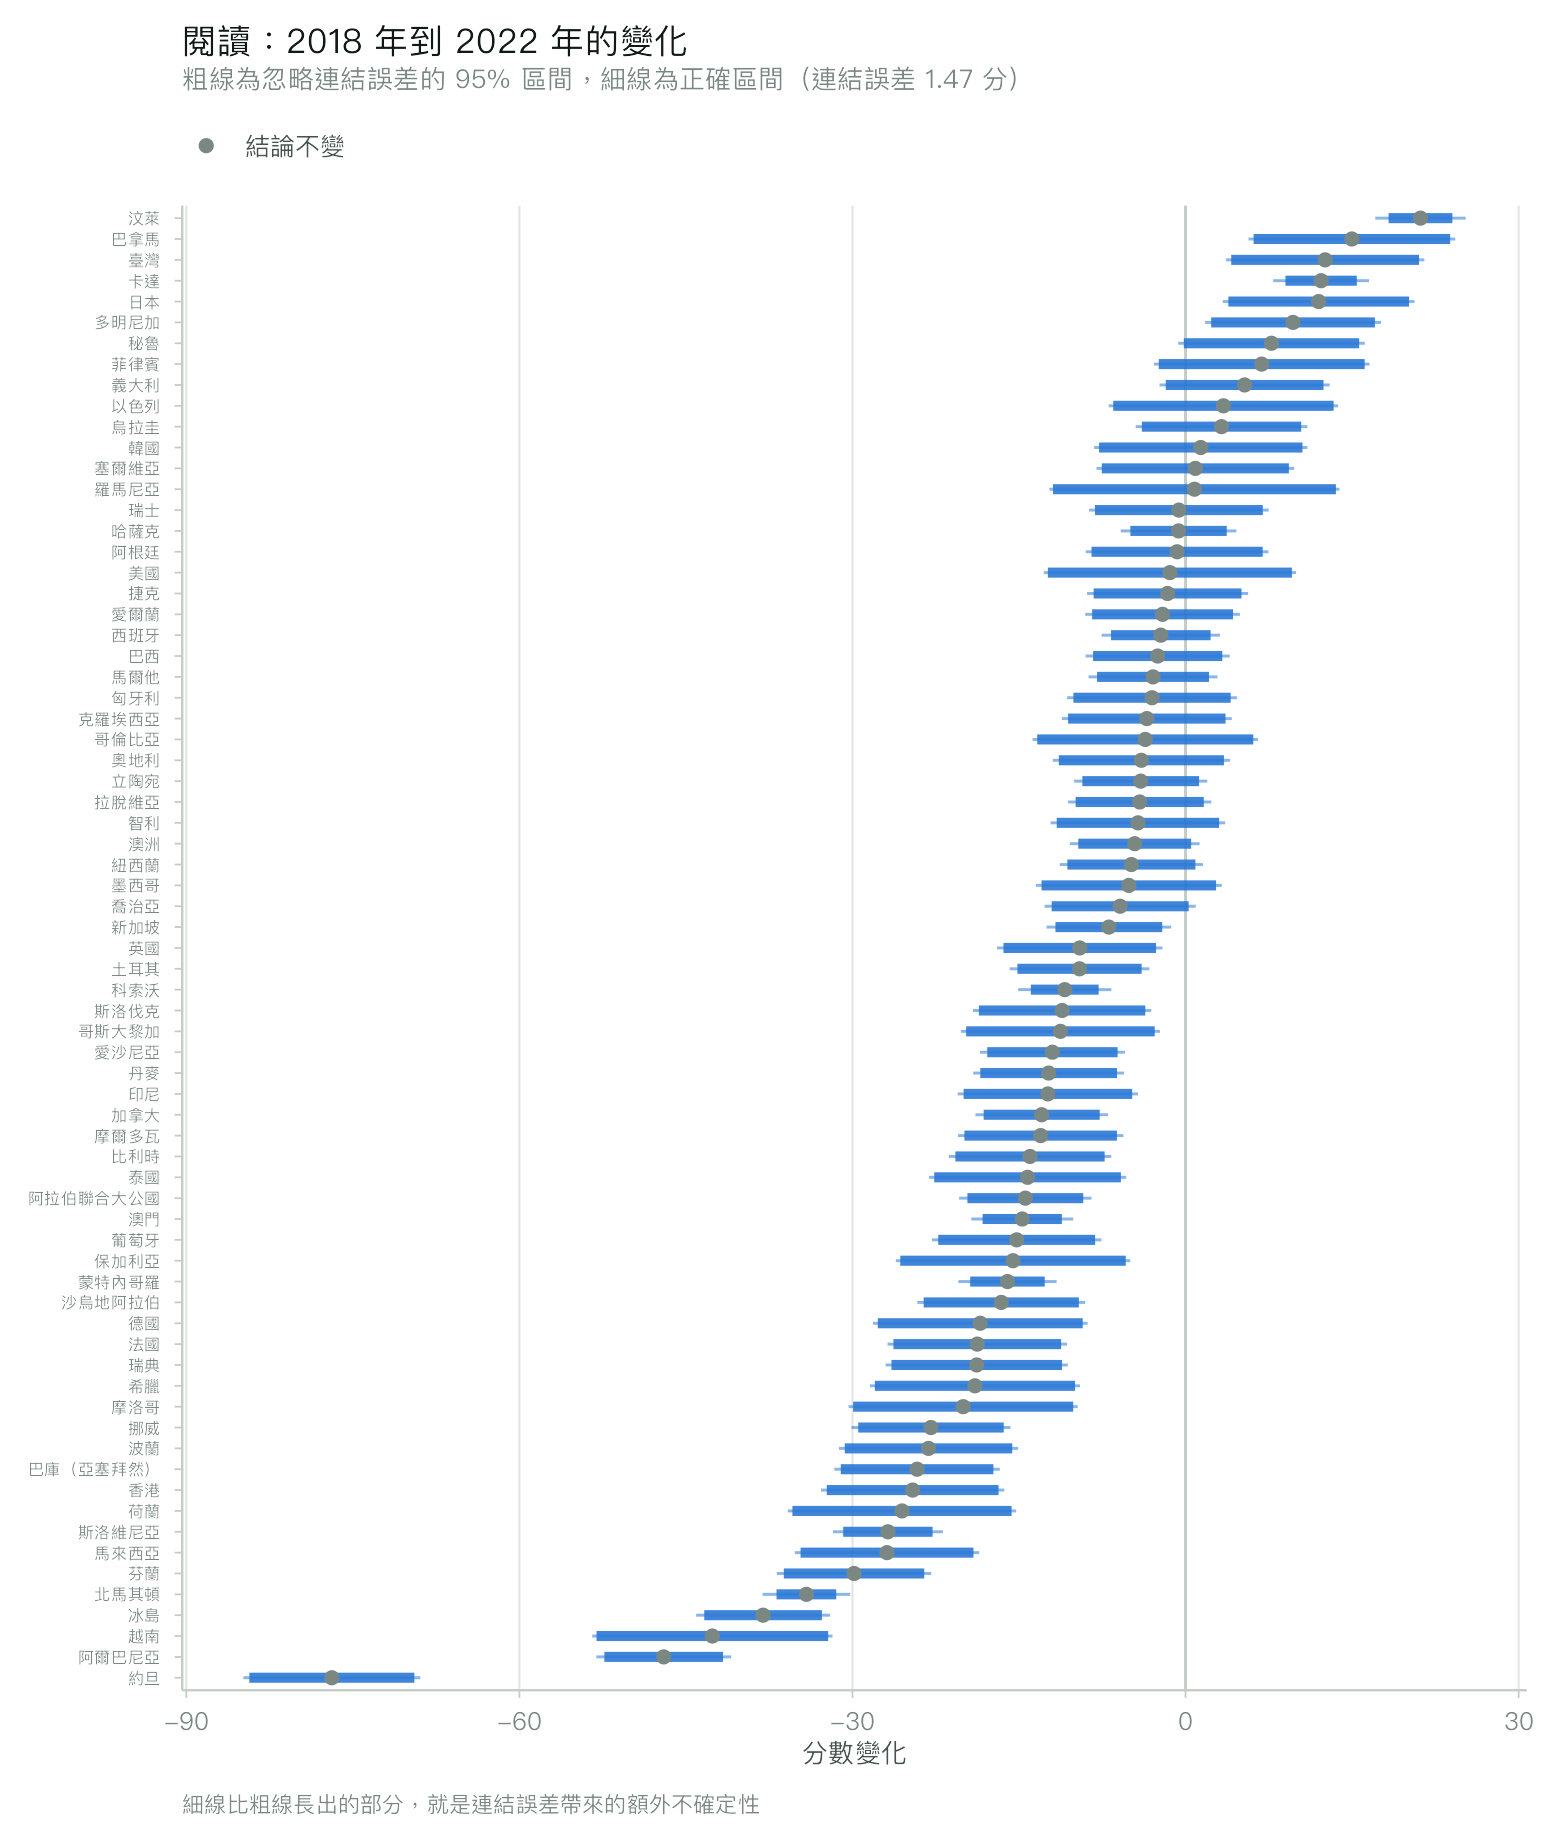 閱讀：2018 年到 2022 年的變化
粗線為忽略連結誤差的 95% 區間，細線為正確區間（連結誤差 1.47 分）
結論不變
汶萊
巴拿馬
臺灣
卡達
日本
多明尼加
秘魯
菲律賓
義大利
以色列
烏拉圭
韓國
塞爾維亞
羅馬尼亞
瑞士
哈薩克
阿根廷
美國
捷克
愛爾蘭
西班牙
巴西
馬爾他
匈牙利
克羅埃西亞
哥倫比亞
奧地利
立陶宛
拉脫維亞
智利
澳洲
紐西蘭
墨西哥
喬治亞
新加坡
英國
土耳其
科索沃
斯洛伐克
哥斯大黎加
愛沙尼亞
丹麥
印尼
加拿大
摩爾多瓦
比利時
泰國
阿拉伯聯合大公國
澳門
葡萄牙
保加利亞
蒙特內哥羅
沙烏地阿拉伯
德國
法國
瑞典
希臘
摩洛哥
挪威
波蘭
巴庫（亞塞拜然）
香港
荷蘭
斯洛維尼亞
馬來西亞
芬蘭
北馬其頓
冰島
越南
阿爾巴尼亞
約旦
−90 −60 −30 0 30
分數變化
細線比粗線長出的部分，就是連結誤差帶來的額外不確定性